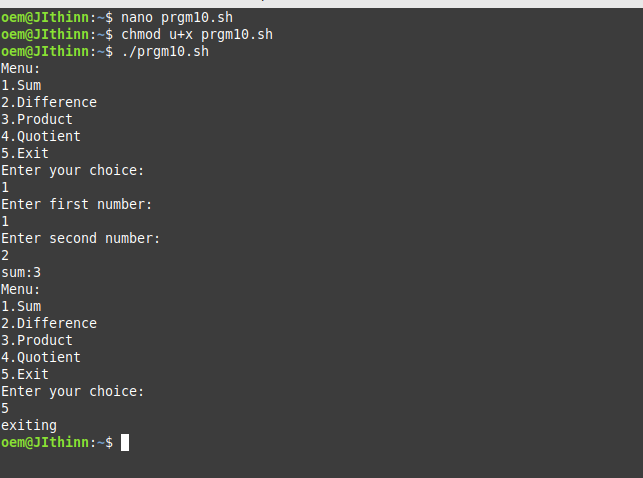 oem@JIthinn:~$ nano prgm10.sh
oem@JIthinn:~$ chmod u+x prgm10.sh
oem@JIthinn:~$ ./prgm10.sh
Menu:
1.Sum
2.Difference
3.Product
4.Quotient
5.Exit
Enter your choice:
1
Enter first number:
1
Enter second number:
2
sum:3
Menu:
1.Sum
2.Difference
3.Product
4.Quotient
5.Exit
Enter your choice:
5
exiting
oem@JIthinn:~$